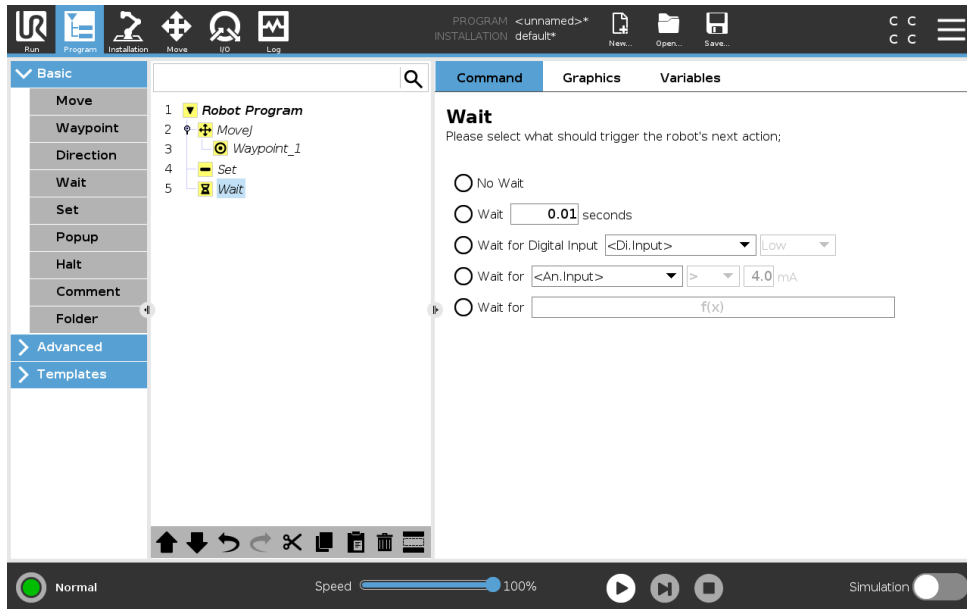 PROGRAM <unnamed>*
INSTALLATION default*
UR
Run Program Installation Move I/O Log
New... Open... Save...
C C
C C
Basic
Move
Waypoint
Direction
Wait
Set
Popup
Halt
Comment
Folder
Advanced
Templates
1 Robot Program
2 MoveJ
3 Waypoint_1
4 Set
5 Wait
Command Graphics Variables
Wait
Please select what should trigger the robot's next action;
No Wait
Wait 0.01 seconds
Wait for Digital Input <Di.Input> Low
Wait for <An.Input> > 4.0 mA
Wait for f(x)
Normal
Speed 100%
Simulation